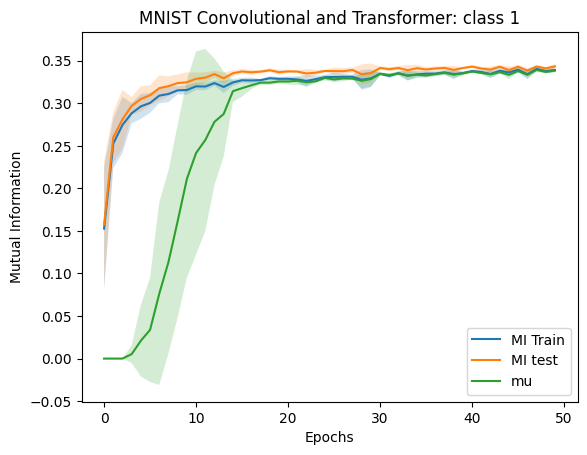 MNIST Convolutional and Transformer: class 1
Mutual Information
0.35
0.30
0.25
0.20
0.15
0.10
0.05
0.00
−0.05
MI Train
MI test
mu
0 10 20 30 40 50
Epochs